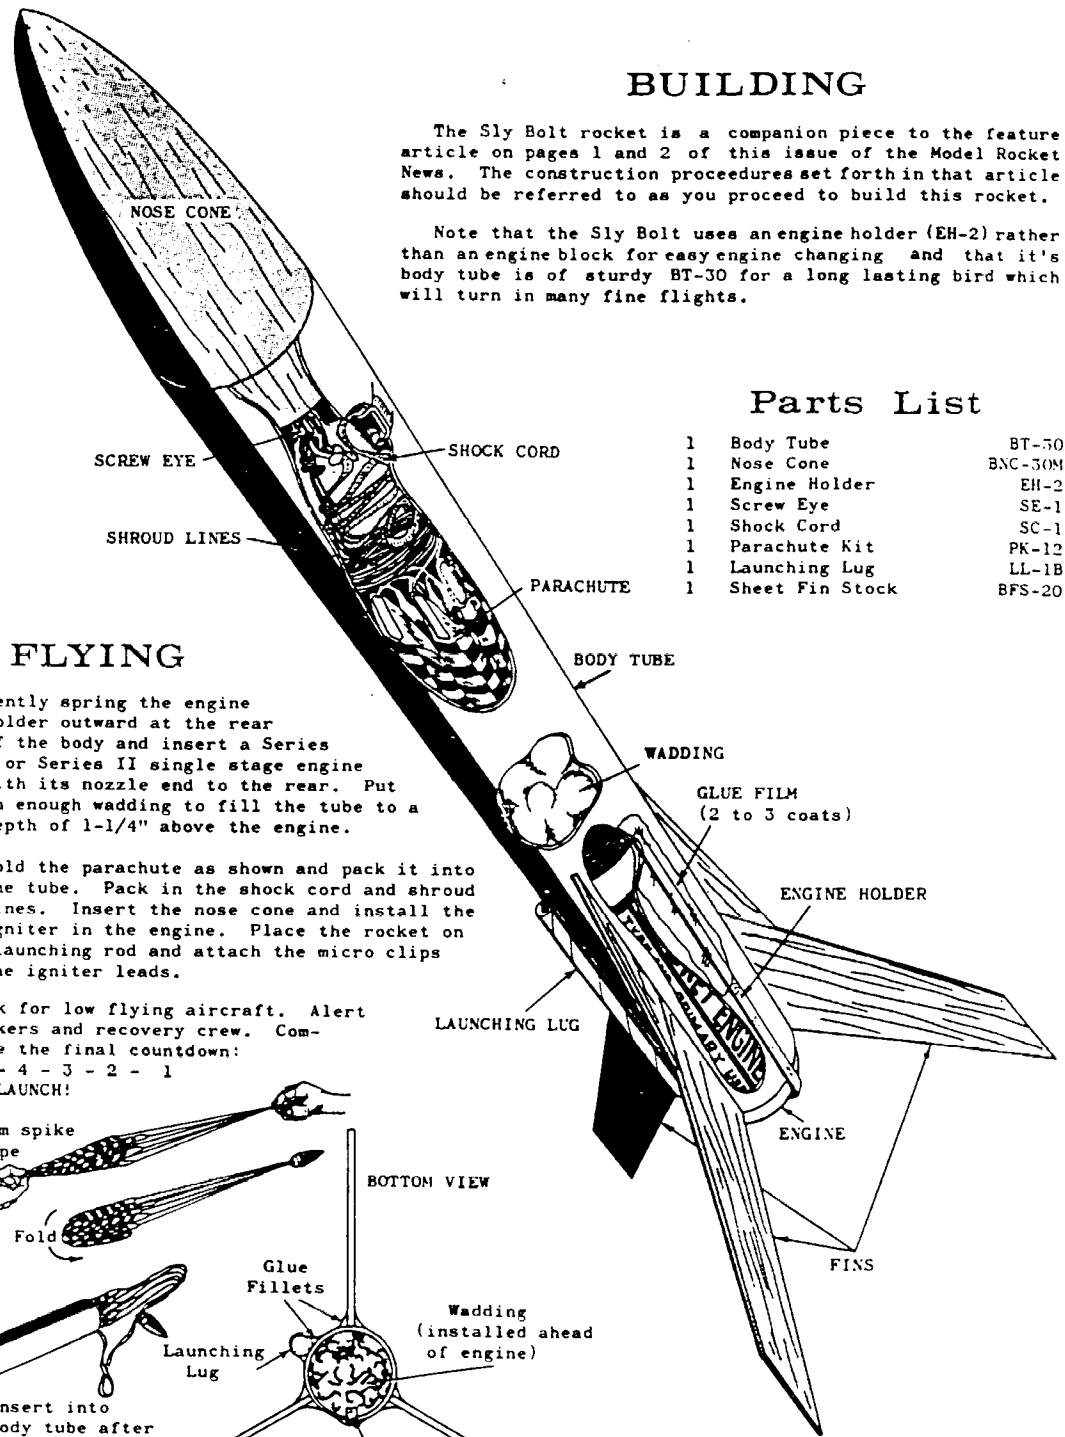 BUILDING
The Sly Bolt rocket is a companion piece to the feature
article on pages 1 and 2 of this issue of the Model Rocket
News. The construction proceedures set forth in that article
should be referred to as you proceed to build this rocket.
Note that the Sly Bolt uses an engine holder (EH-2) rather
than an engine block for easy engine changing and that it's
body tube is of sturdy BT-30 for a long lasting bird which
will turn in many fine flights.
NOSE CONE
Parts List
1 Body Tube BT-30
1 Nose Cone BNC-30M
1 Engine Holder EH-2
1 Screw Eye SE-1
1 Shock Cord SC-1
1 Parachute Kit PK-12
1 Launching Lug LL-1B
1 Sheet Fin Stock BFS-20
SCREW EYE
SHOCK CORD
SHROUD LINES
PARACHUTE
BODY TUBE
WADDING
GLUE FILM
(2 to 3 coats)
ENGINE HOLDER
LAUNCHING LUG
ENGINE
FINS
FLYING
ently spring the engine
older outward at the rear
f the body and insert a Series
or Series II single stage engine
ith its nozzle end to the rear. Put
n enough wadding to fill the tube to a
epth of 1-1/4" above the engine.
old the parachute as shown and pack it into
he tube. Pack in the shock cord and shroud
ines. Insert the nose cone and install the
gniter in the engine. Place the rocket on
launching rod and attach the micro clips
he igniter leads.
k for low flying aircraft. Alert
kers and recovery crew. Com-
e the final countdown:
- 4 - 3 - 2 - 1
LAUNCH!
m spike
pe
Fold
nsert into
ody tube after
BOTTOM VIEW
Glue
Fillets
Launching
Lug
Wadding
(installed ahead
of engine)
ENGINE
PRIMARY USE